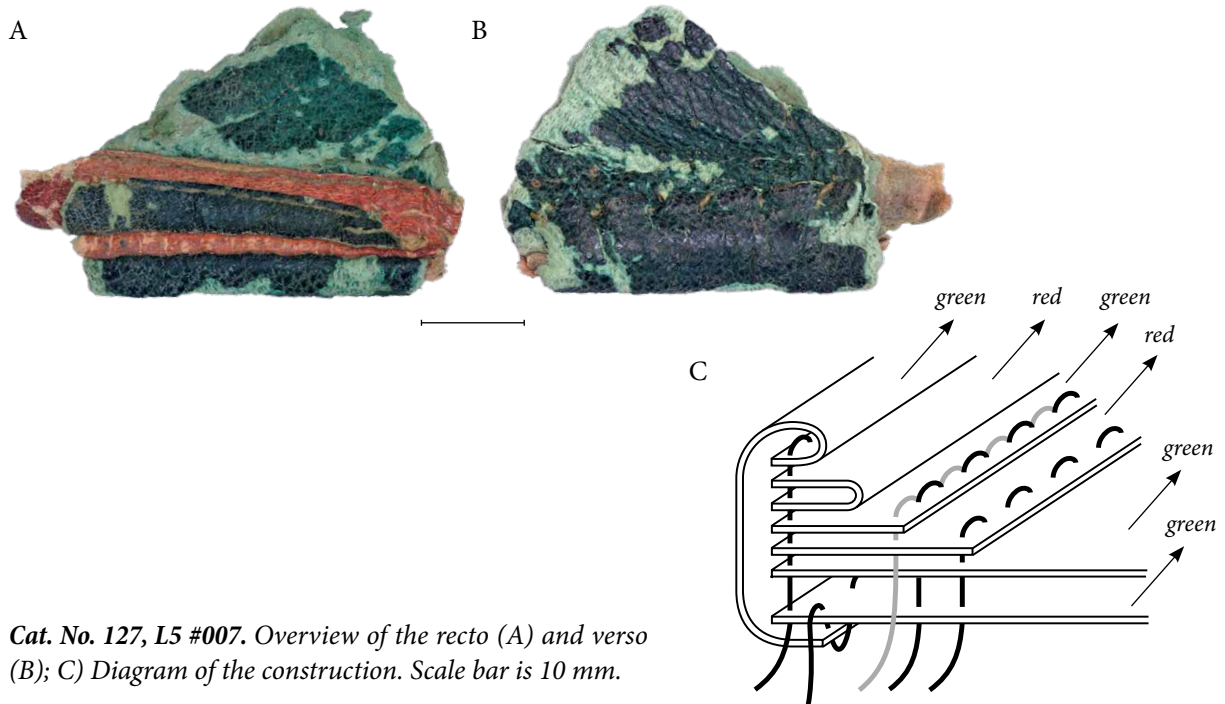 A
B
green
red
green
red
C
green
green
Cat. No. 127, L5 #007. Overview of the recto (A) and verso
(B); C) Diagram of the construction. Scale bar is 10 mm.